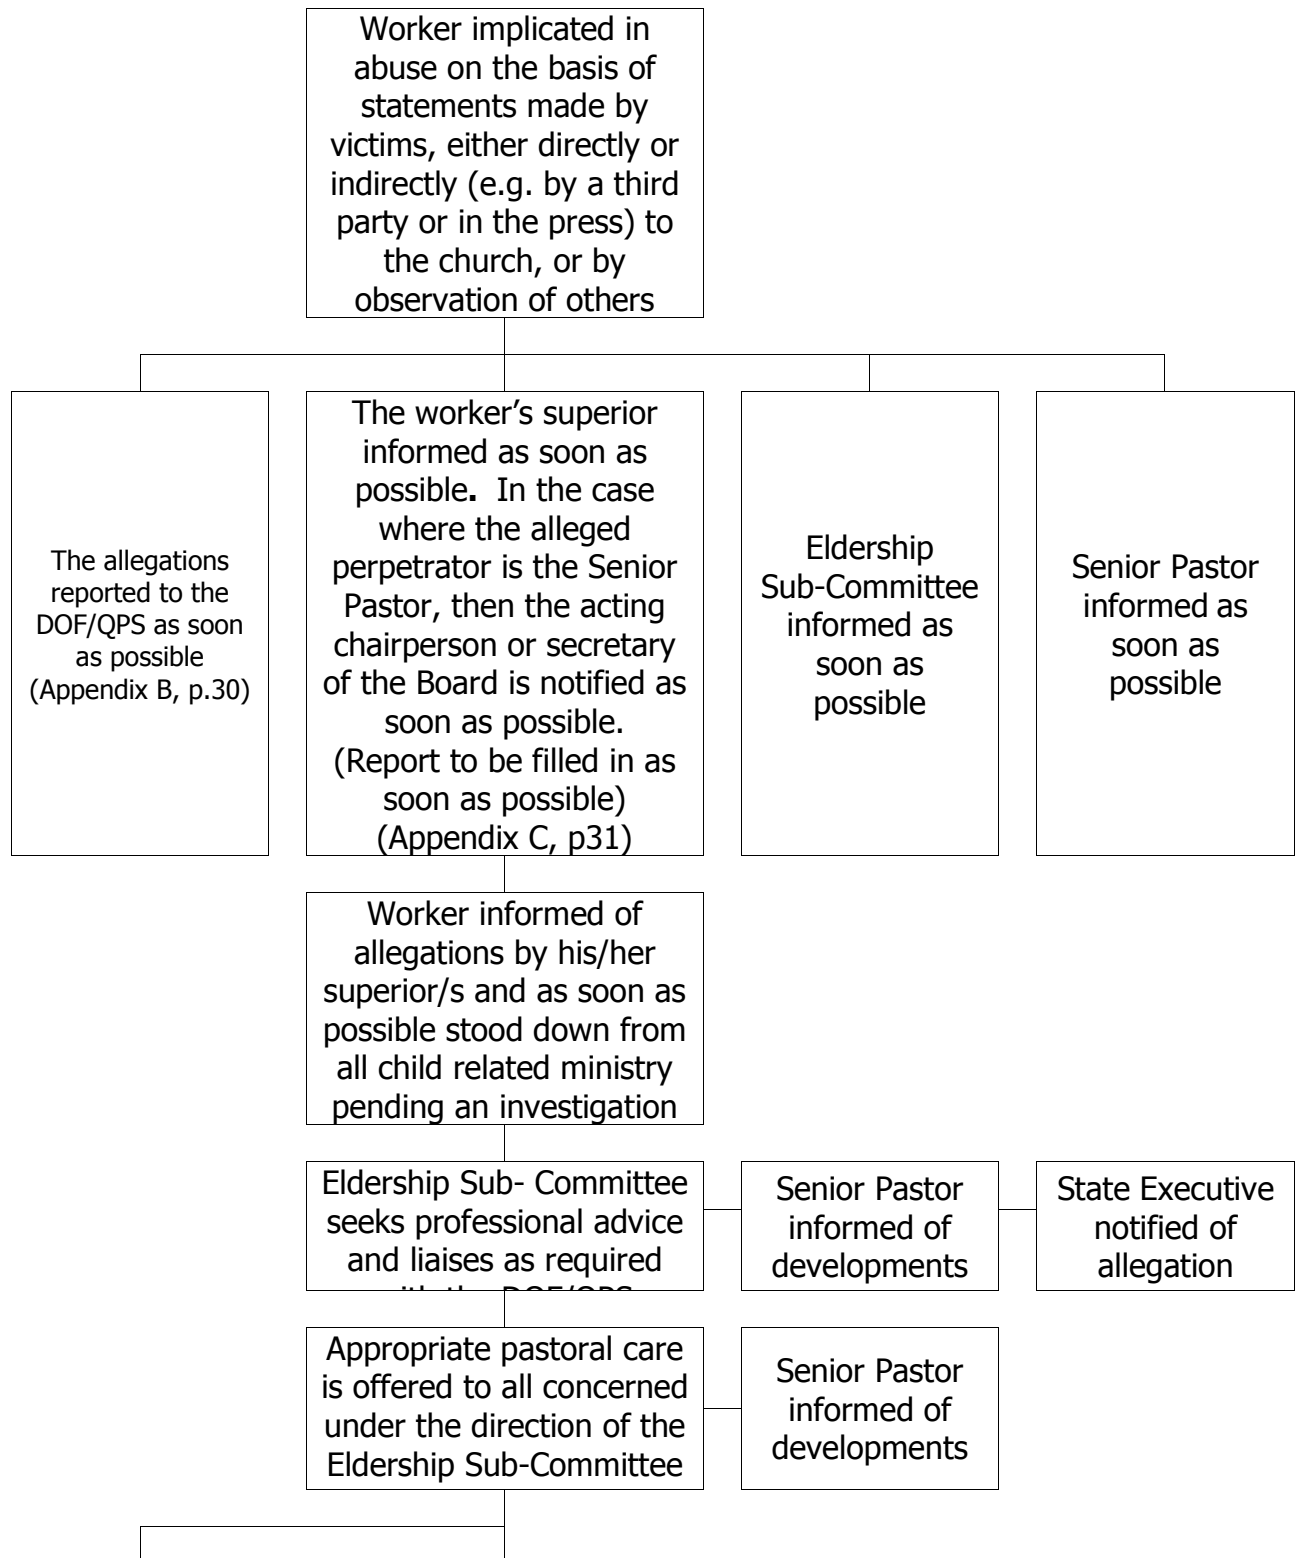 Worker implicated in
abuse on the basis of
statements made by
victims, either directly or
indirectly (e.g. by a third
party or in the press) to
the church, or by
observation of others
The allegations
reported to the
DOF/QPS as soon
as possible
(Appendix B, p.30)
The worker’s superior
informed as soon as
possible. In the case
where the alleged
perpetrator is the Senior
Pastor, then the acting
chairperson or secretary
of the Board is notified as
soon as possible.
(Report to be filled in as
soon as possible)
(Appendix C, p31)
Eldership
Sub-Committee
informed as
soon as
possible
Senior Pastor
informed as
soon as
possible
Worker informed of
allegations by his/her
superior/s and as soon as
possible stood down from
all child related ministry
pending an investigation
Eldership Sub- Committee
seeks professional advice
and liaises as required
Senior Pastor
informed of
developments
State Executive
notified of
allegation
Appropriate pastoral care
is offered to all concerned
under the direction of the
Eldership Sub-Committee
Senior Pastor
informed of
developments